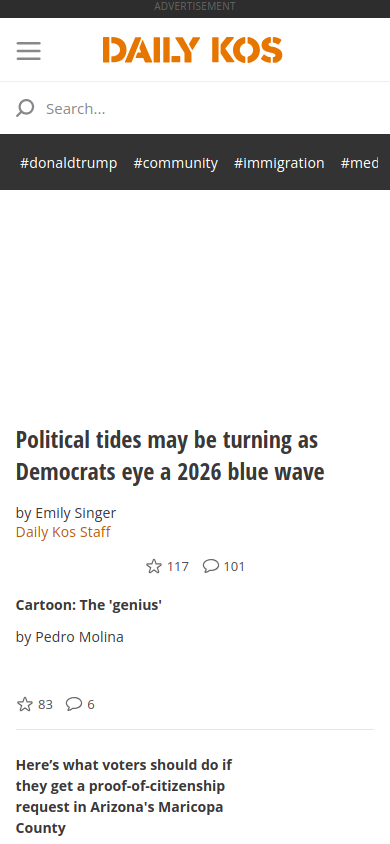 ADVERTISEMENT
DAILY KOS
Search...
#donaldtrump #community #immigration #med
Political tides may be turning as
Democrats eye a 2026 blue wave
by Emily Singer
Daily Kos Staff
117 101
Cartoon: The 'genius'
by Pedro Molina
83 6
Here’s what voters should do if
they get a proof-of-citizenship
request in Arizona's Maricopa
County